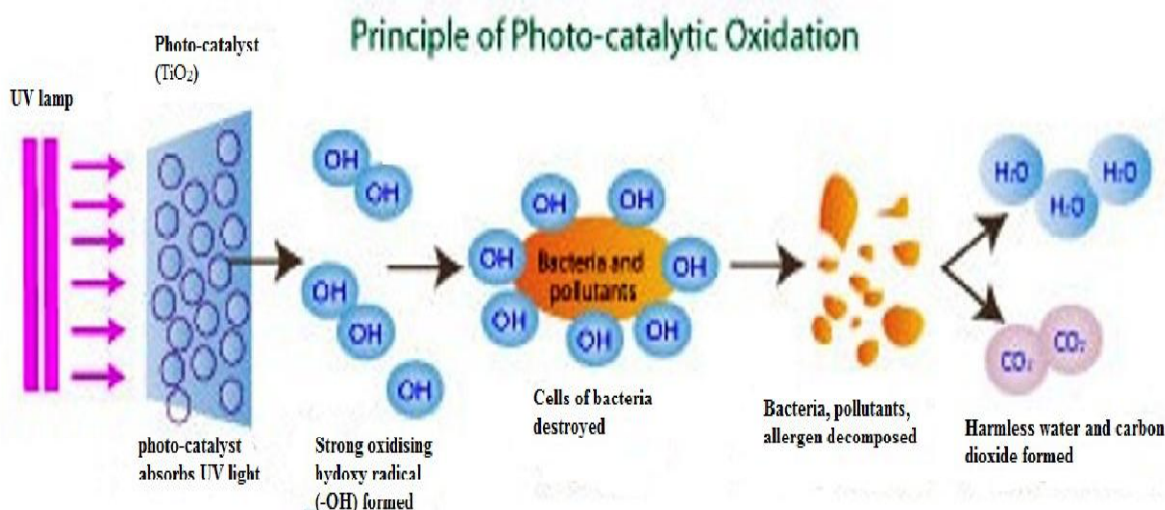 Principle of Photo-catalytic Oxidation
Photo-catalyst
(TiO₂)
UV lamp
OH
OH
OH
OH
OH
OH
OH
OH
OH
OH
OH
OH
Bacteria and
pollutants
H₂O
H₂O
H₂O
CO₂
CO₂
photo-catalyst
absorbs UV light
Strong oxidising
hydoxy radical
(-OH) formed
Cells of bacteria
destroyed
Bacteria, pollutants,
allergen decomposed
Harmless water and carbon
dioxide formed